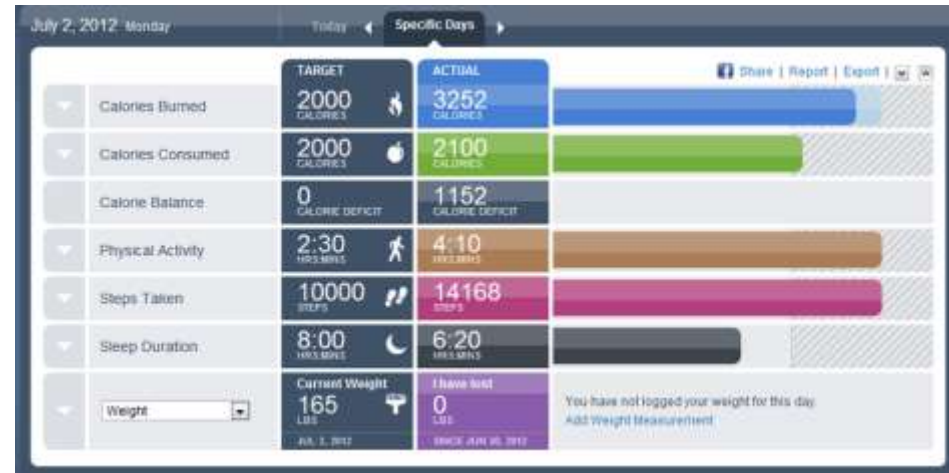 July 2, 2012 Monday
Today
Specific Days
TARGET
ACTUAL
Share | Report | Export |
Calories Burned
2000
CALORIES
3252
CALORIES
Calories Consumed
2000
CALORIES
2100
CALORIES
Calorie Balance
0
CALORIE DEFICIT
1152
CALORIE DEFICIT
Physical Activity
2:30
HRS:MINS
4:10
HRS:MINS
Steps Taken
10000
STEPS
14168
STEPS
Sleep Duration
8:00
HRS:MINS
6:20
HRS:MINS
Weight
Current Weight
165
LBS
I have lost
0
LBS
SINCE JUN 30, 2012
You have not logged your weight for this day.
Add Weight Measurement